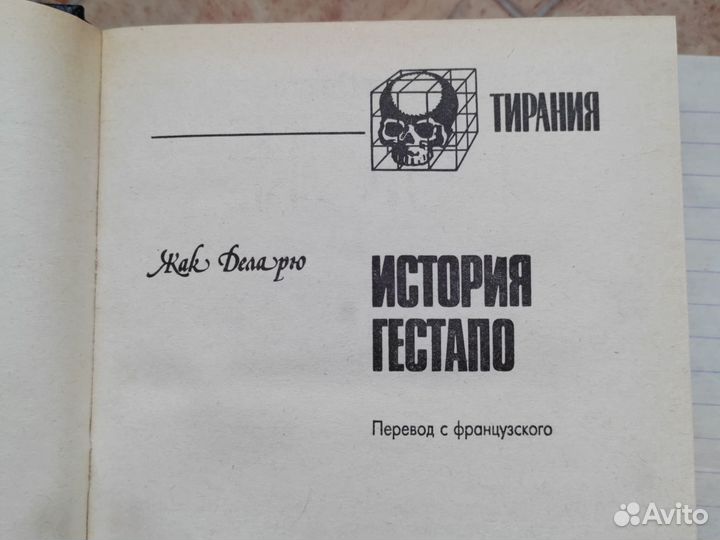 ТИРАНИЯ
Жак Деларю
ИСТОРИЯ
ГЕСТАПО
Перевод с французского
Avito